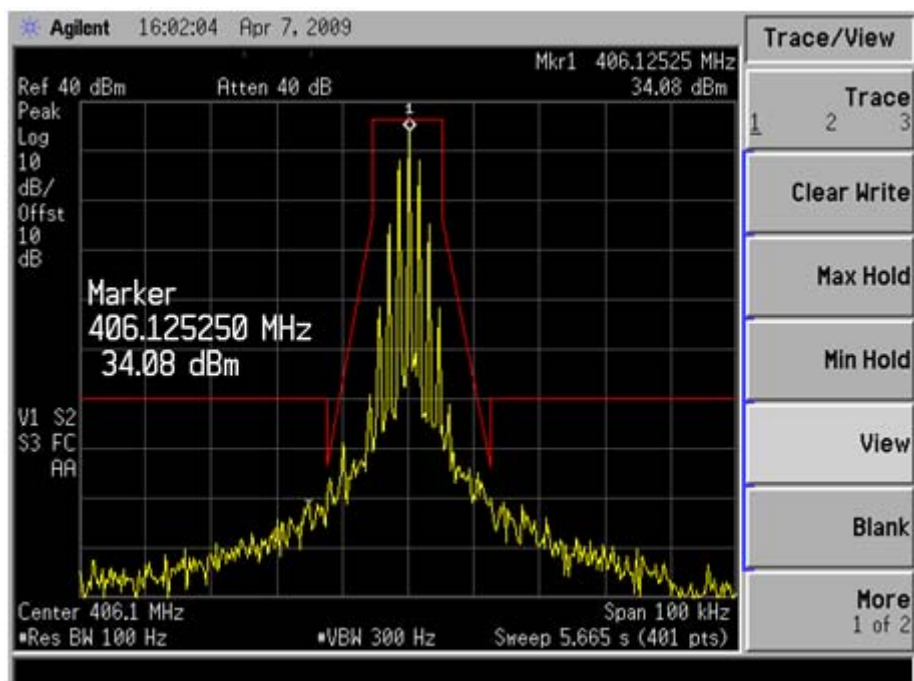 Agilent 16:02:04 Apr 7, 2009
Trace/View
Mkr1 406.12525 MHz
Ref 40 dBm Atten 40 dB 34.08 dBm
Peak
Log
10
dB/
Offst
10
dB
1
Marker
406.125250 MHz
34.08 dBm
V1 S2
S3 FC
AA
Center 406.1 MHz Span 100 kHz
#Res BW 100 Hz #VBW 300 Hz Sweep 5.665 s (401 pts)
Trace
1 2 3
Clear Write
Max Hold
Min Hold
View
Blank
More
1 of 2